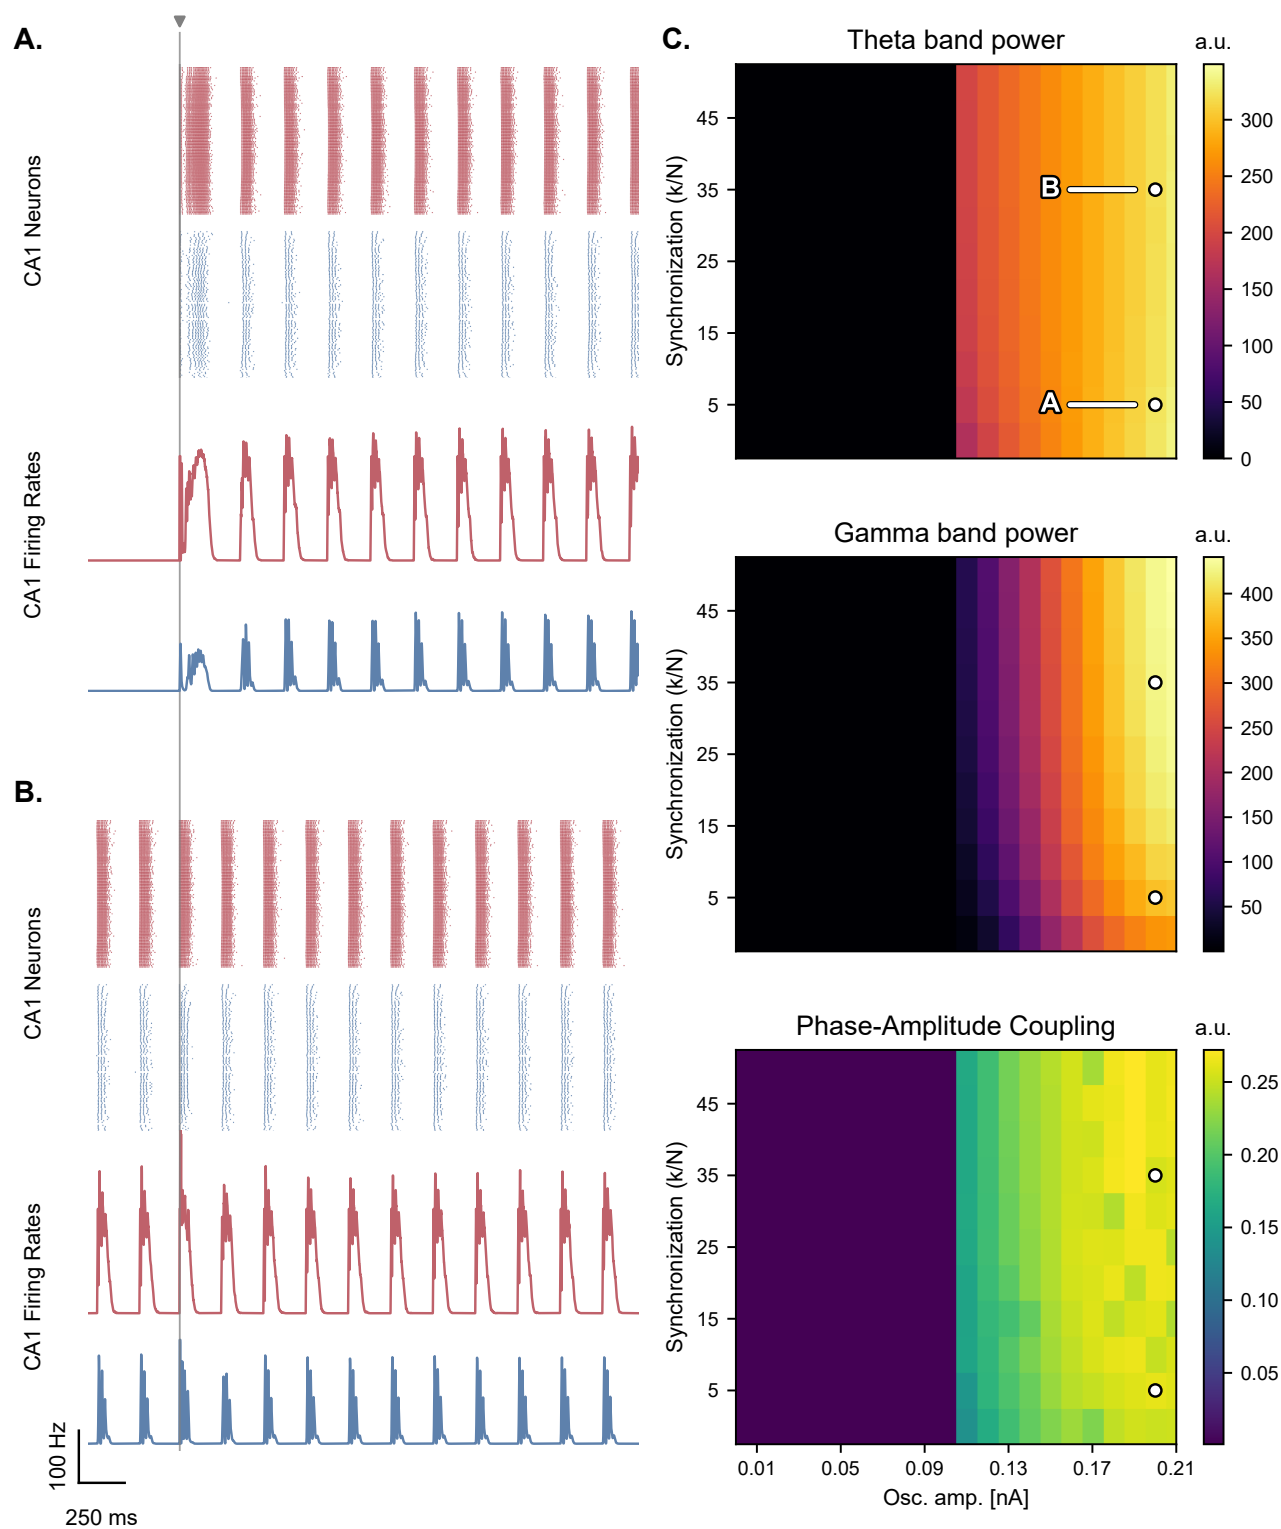 A.
CA1 Neurons
CA1 Firing Rates
B.
CA1 Neurons
CA1 Firing Rates
100 Hz
250 ms
C.
Theta band power
a.u.
Synchronization (k/N)
45
35
25
15
5
B
A
300
250
200
150
100
50
0
Gamma band power
a.u.
Synchronization (k/N)
45
35
25
15
5
400
350
300
250
200
150
100
50
Phase-Amplitude Coupling
a.u.
Synchronization (k/N)
45
35
25
15
5
0.25
0.20
0.15
0.10
0.05
0.01 0.05 0.09 0.13 0.17 0.21
Osc. amp. [nA]